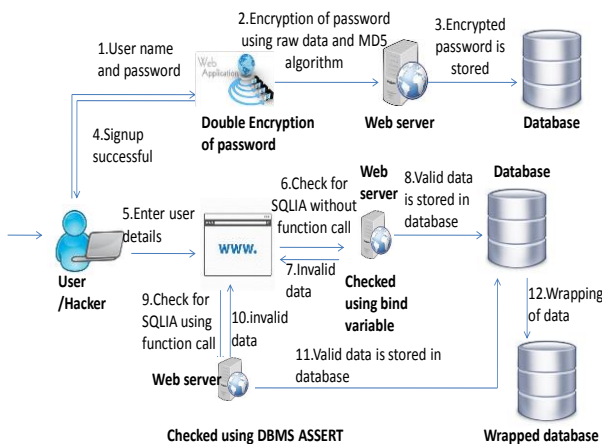 1.User name
and password
Web
Application
2.Encryption of password
using raw data and MD5
algorithm
3.Encrypted
password is
stored
Double Encryption
of password
Web server
Database
4.Signup
successful
5.Enter user
details
User
/Hacker
www.
6.Check for
SQLIA without
function call
7.Invalid
data
Web
server
Checked
using bind
variable
8.Valid data
is stored in
database
Database
9.Check for
SQLIA using
function call
10.invalid
data
Web server
11.Valid data is stored in
database
12.Wrapping
of data
Checked using DBMS ASSERT
Wrapped database